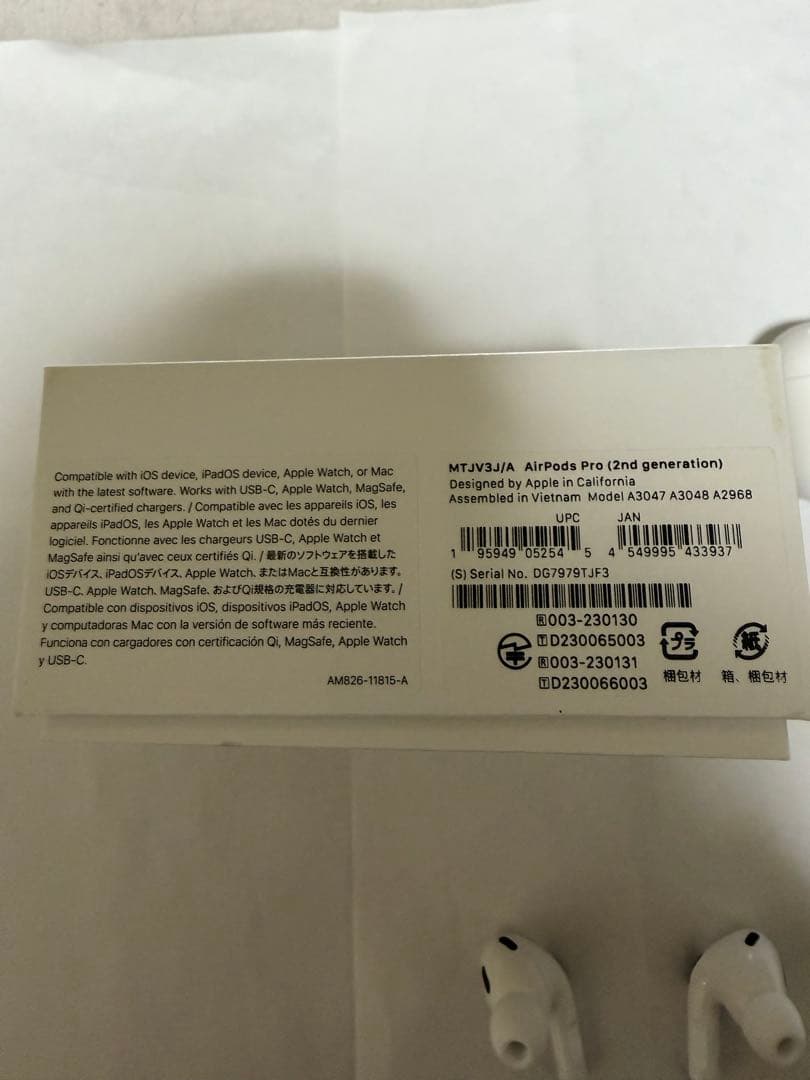 Compatible with iOS device, iPadOS device, Apple Watch, or Mac
with the latest software. Works with USB-C, Apple Watch, MagSafe,
and Qi-certified chargers. / Compatible avec les appareils iOS, les
appareils iPadOS, les Apple Watch et les Mac dotés du dernier
logiciel. Fonctionne avec les chargeurs USB-C, Apple Watch et
MagSafe ainsi qu'avec ceux certifiés Qi. / 最新のソフトウェアを搭載した
iOSデバイス、iPadOSデバイス、Apple Watch、またはMacと互換性があります。
USB-C、Apple Watch、MagSafe、およびQi規格の充電器に対応しています。 /
Compatible con dispositivos iOS, dispositivos iPadOS, Apple Watch
y computadoras Mac con la versión de software más reciente.
Funciona con cargadores con certificación Qi, MagSafe, Apple Watch
y USB-C.
AM826-11815-A
MTJV3J/A AirPods Pro (2nd generation)
Designed by Apple in California
Assembled in Vietnam Model A3047 A3048 A2968
UPC JAN
1 95949 05254 5 4 549995 433937
(S) Serial No. DG7979TJF3
R 003-230130
T D230065003
R 003-230131
T D230066003
プラ
梱包材
紙
箱、梱包材